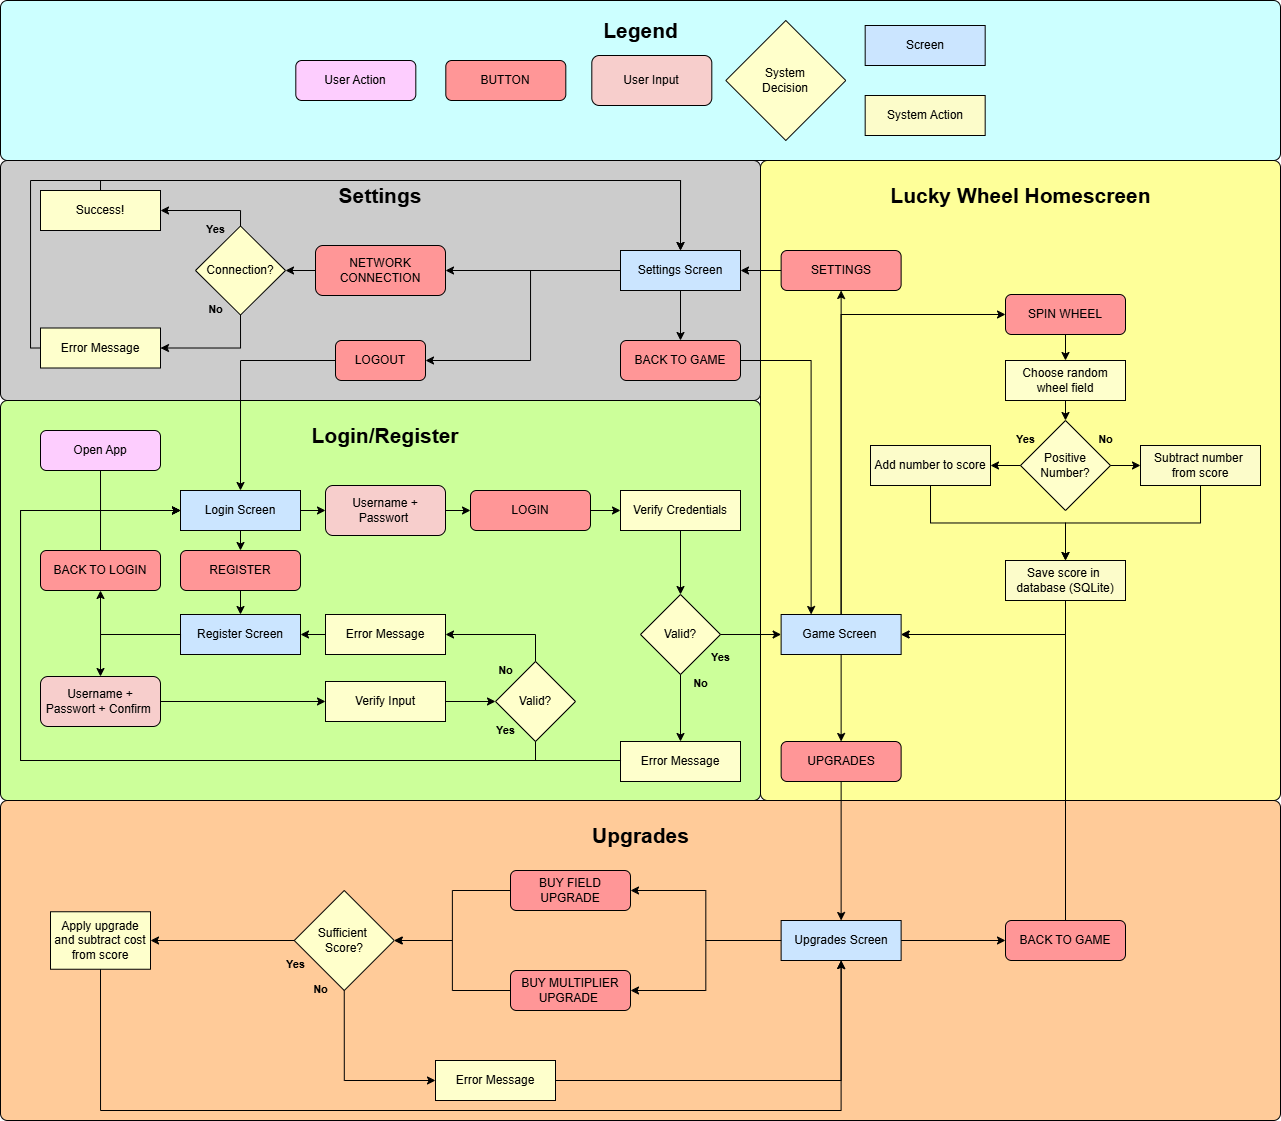 Legend
User Action
BUTTON
User Input
System
Decision
Screen
System Action
Settings
Success!
Yes
Connection?
No
Error Message
NETWORK
CONNECTION
Settings Screen
LOGOUT
BACK TO GAME
Lucky Wheel Homescreen
SETTINGS
SPIN WHEEL
Choose random
wheel field
Yes
No
Add number to score
Positive
Number?
Subtract number
from score
Save score in
database (SQLite)
Game Screen
UPGRADES
Login/Register
Open App
Login Screen
Username +
Passwort
LOGIN
Verify Credentials
BACK TO LOGIN
REGISTER
Register Screen
Error Message
Valid?
Yes
No
No
Username +
Passwort + Confirm
Verify Input
Valid?
Yes
Error Message
Upgrades
BUY FIELD
UPGRADE
Apply upgrade
and subtract cost
from score
Sufficient
Score?
Yes
No
Upgrades Screen
BACK TO GAME
BUY MULTIPLIER
UPGRADE
Error Message